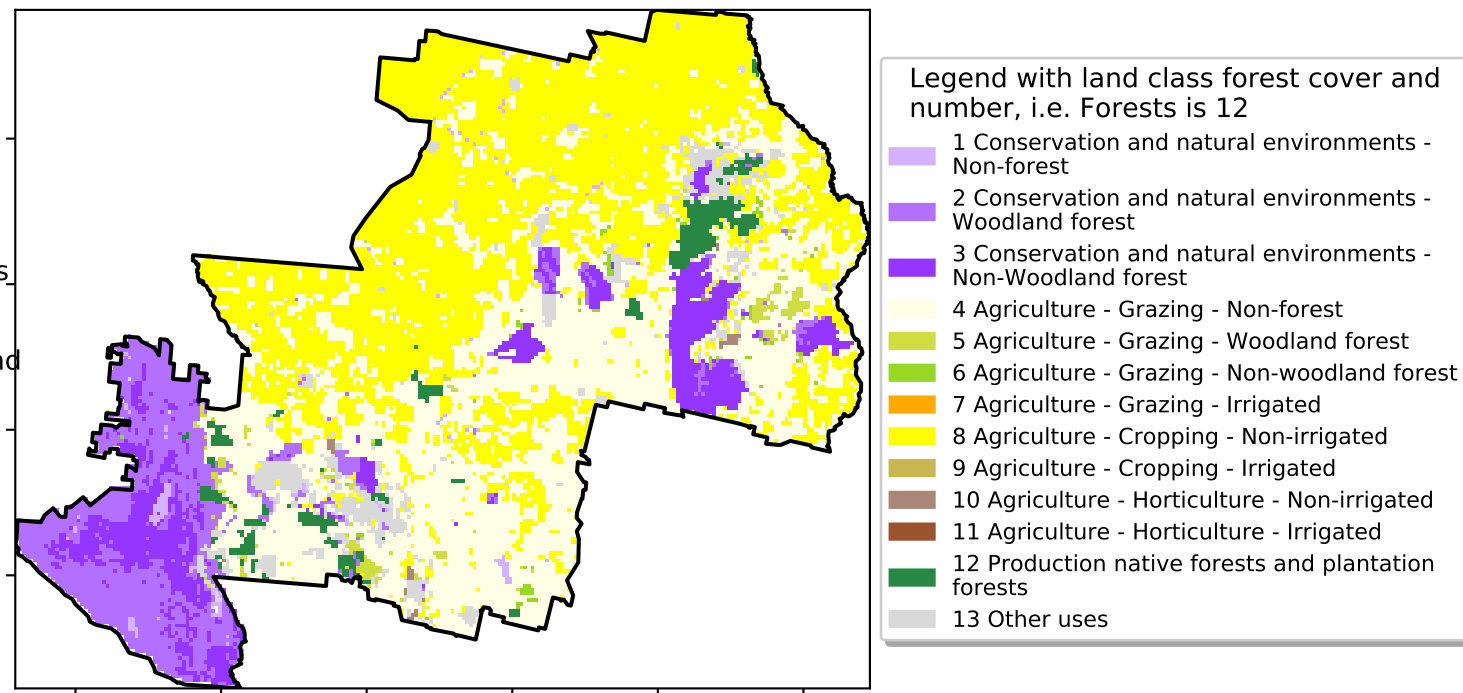 Legend with land class forest cover and
number, i.e. Forests is 12
1 Conservation and natural environments -
Non-forest
2 Conservation and natural environments -
Woodland forest
3 Conservation and natural environments -
Non-Woodland forest
4 Agriculture - Grazing - Non-forest
5 Agriculture - Grazing - Woodland forest
6 Agriculture - Grazing - Non-woodland forest
7 Agriculture - Grazing - Irrigated
8 Agriculture - Cropping - Non-irrigated
9 Agriculture - Cropping - Irrigated
10 Agriculture - Horticulture - Non-irrigated
11 Agriculture - Horticulture - Irrigated
12 Production native forests and plantation
forests
13 Other uses